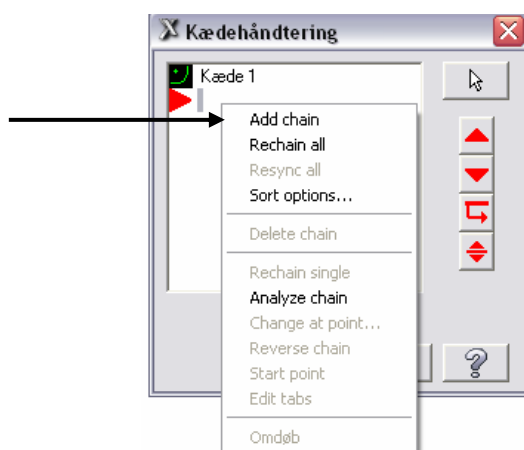 Kædehåndtering
Kæde 1
Add chain
Rechain all
Resync all
Sort options...
Delete chain
Rechain single
Analyze chain
Change at point...
Reverse chain
Start point
Edit tabs
Omdøb